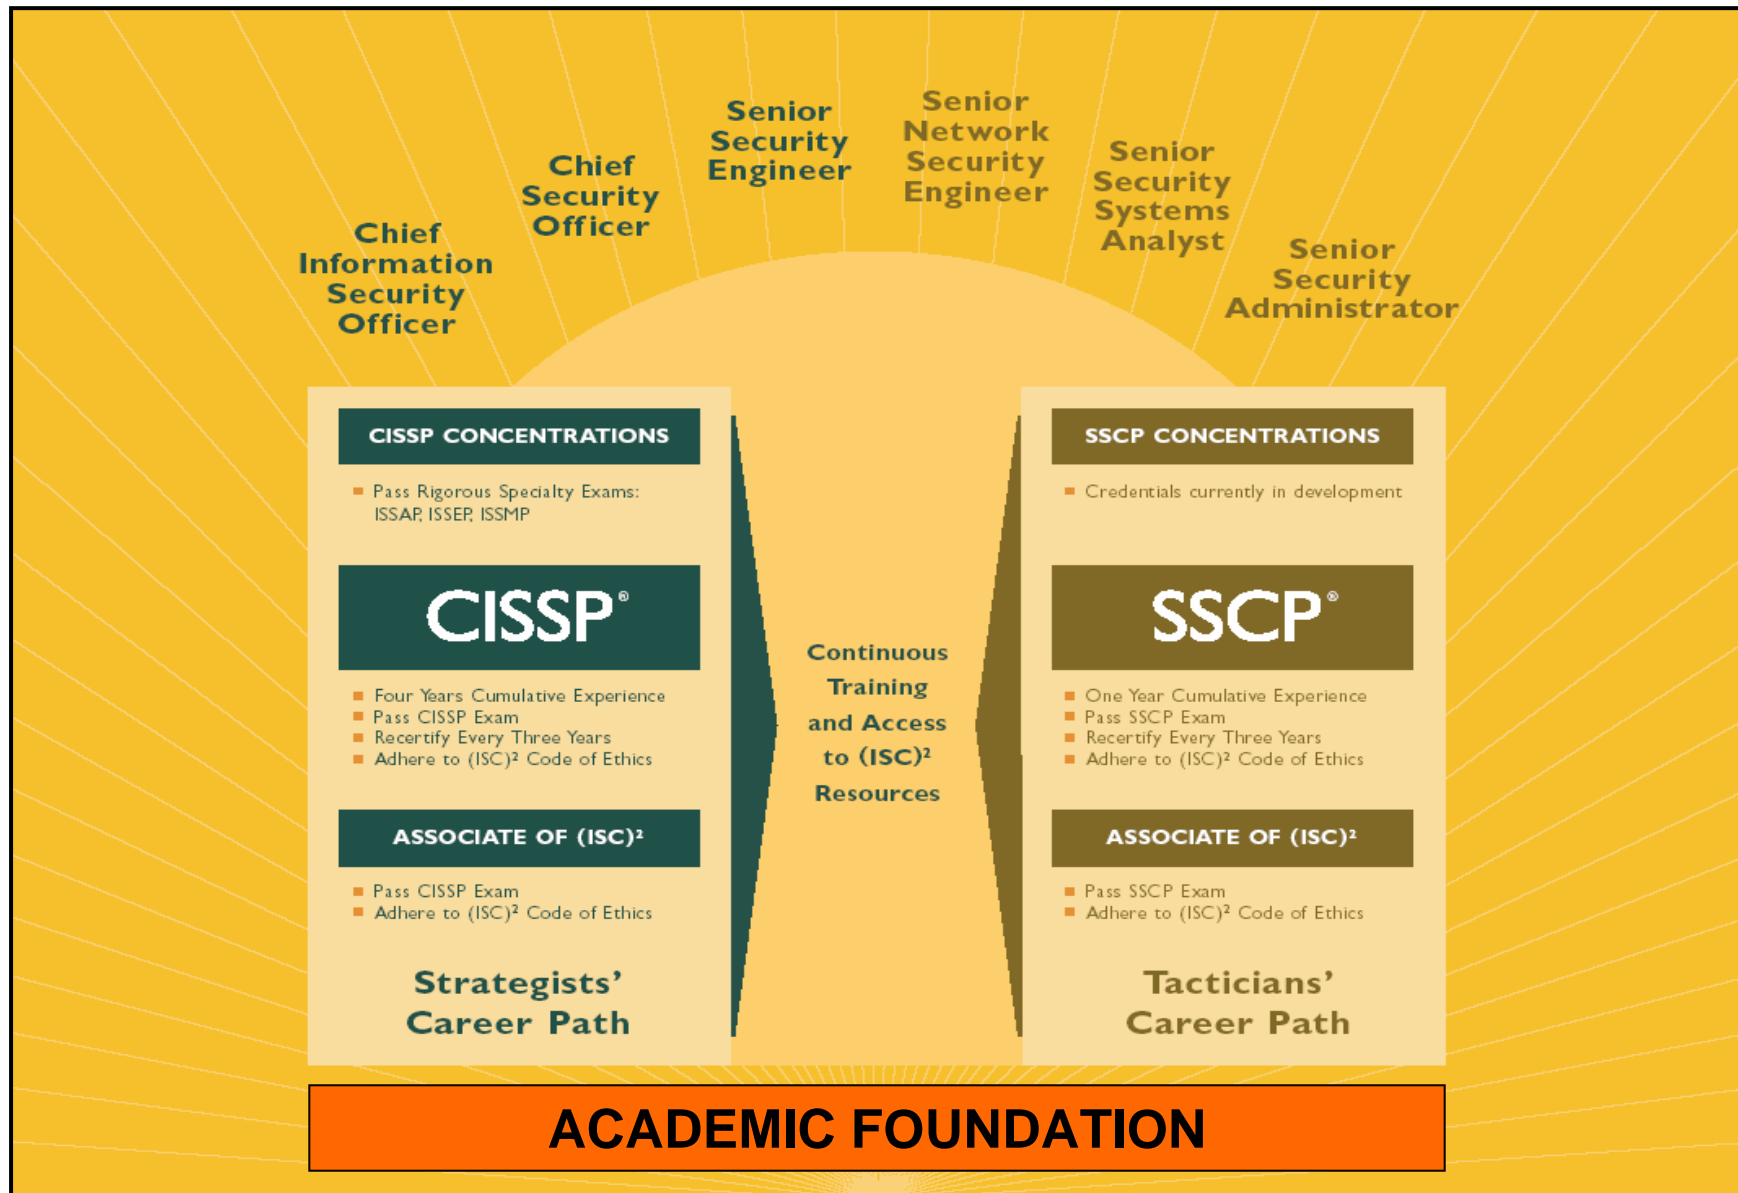 Chief
Information
Security
Officer
Chief
Security
Officer
Senior
Security
Engineer
Senior
Network
Security
Engineer
Senior
Security
Systems
Analyst
Senior
Security
Administrator
CISSP CONCENTRATIONS
Pass Rigorous Specialty Exams:
ISSAP, ISSEP, ISSMP
CISSP®
Four Years Cumulative Experience
Pass CISSP Exam
Recertify Every Three Years
Adhere to (ISC)² Code of Ethics
ASSOCIATE OF (ISC)²
Pass CISSP Exam
Adhere to (ISC)² Code of Ethics
Strategists’
Career Path
Continuous
Training
and Access
to (ISC)²
Resources
SSCP CONCENTRATIONS
Credentials currently in development
SSCP®
One Year Cumulative Experience
Pass SSCP Exam
Recertify Every Three Years
Adhere to (ISC)² Code of Ethics
ASSOCIATE OF (ISC)²
Pass SSCP Exam
Adhere to (ISC)² Code of Ethics
Tacticians’
Career Path
ACADEMIC FOUNDATION